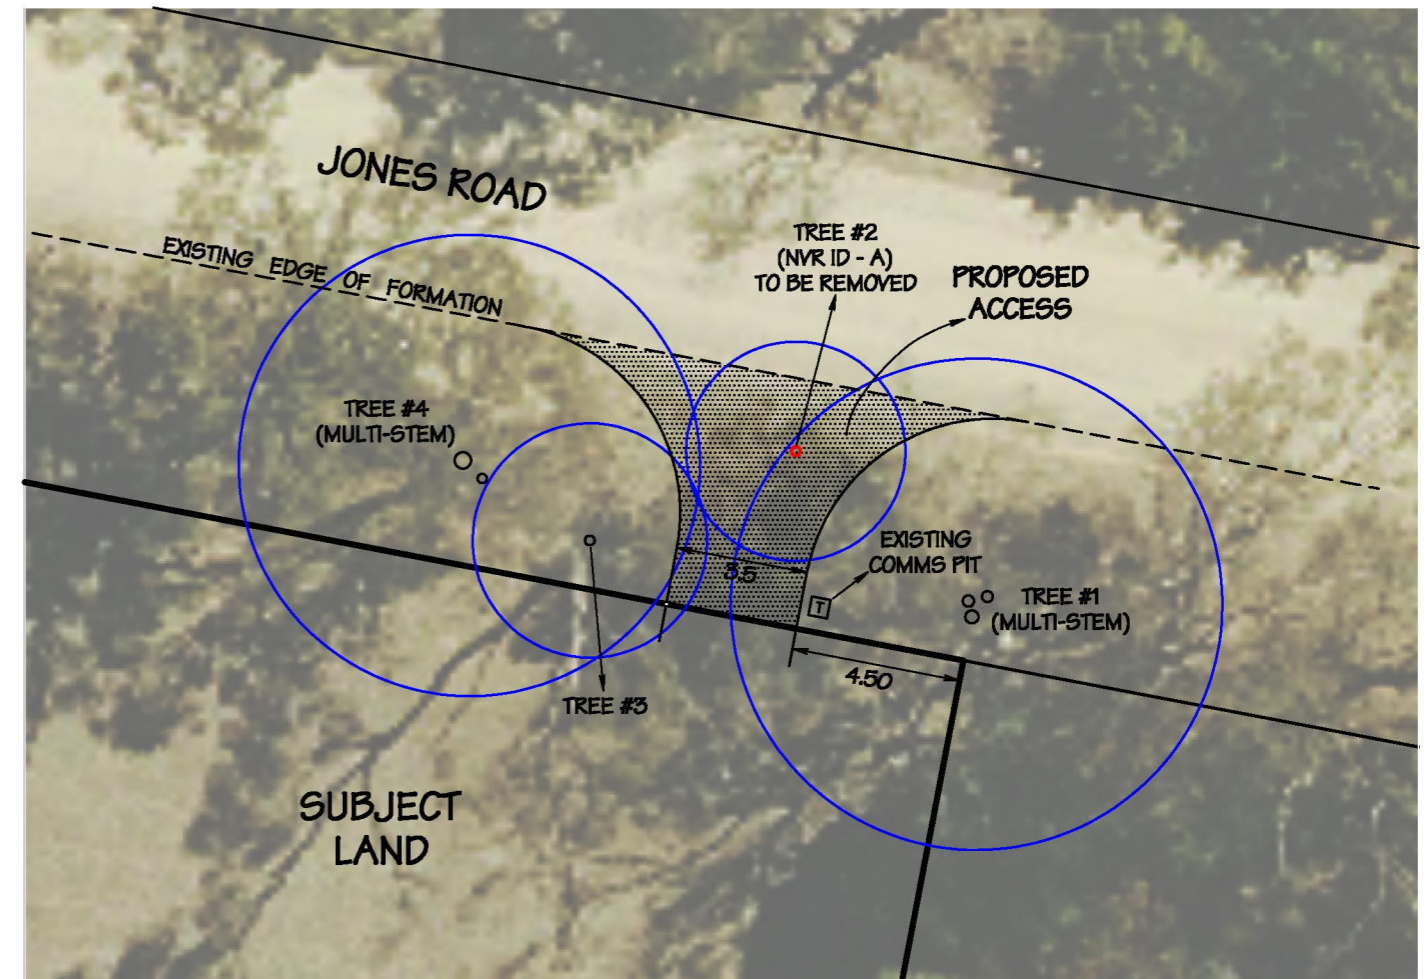 JONES ROAD
EXISTING EDGE OF FORMATION
TREE #2
(NVR ID - A)
TO BE REMOVED
PROPOSED
ACCESS
TREE #4
(MULTI-STEM)
EXISTING
COMMS PIT
3.5
T
TREE #1
(MULTI-STEM)
4.50
TREE #3
SUBJECT
LAND